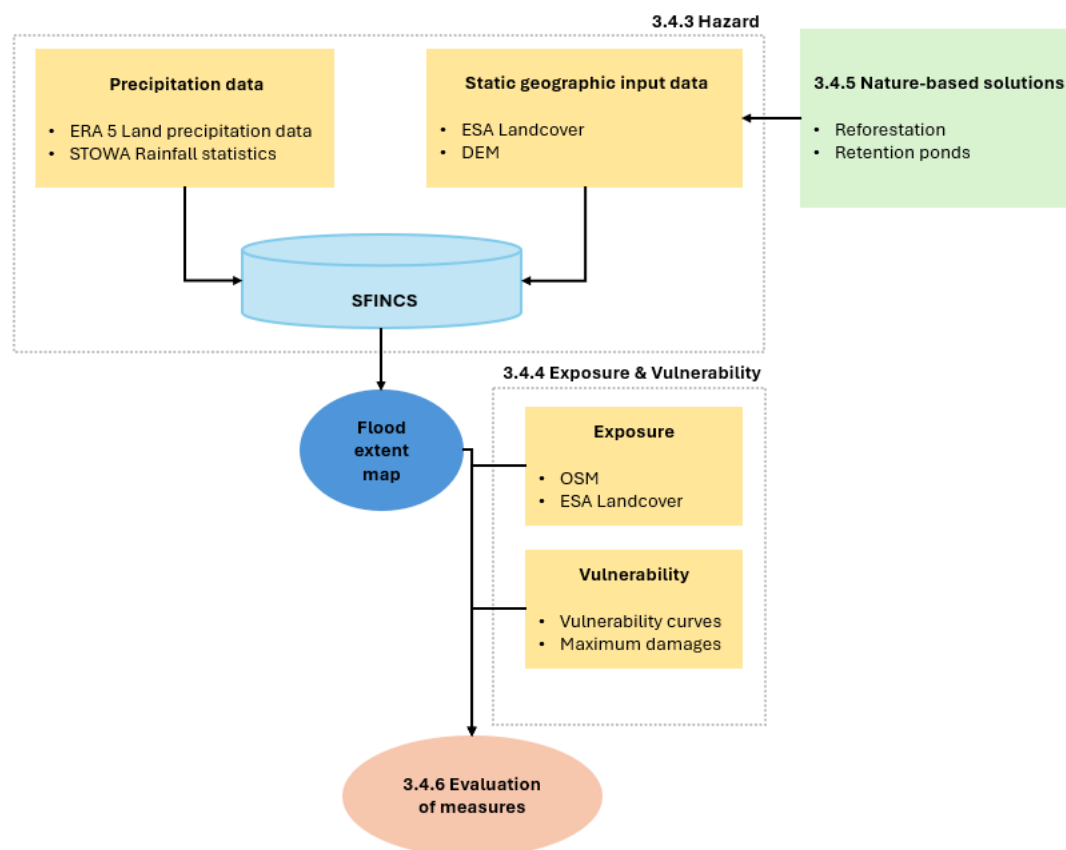 3.4.3 Hazard
Precipitation data
• ERA 5 Land precipitation data
• STOWA Rainfall statistics
Static geographic input data
• ESA Landcover
• DEM
3.4.5 Nature-based solutions
• Reforestation
• Retention ponds
SFINCS
Flood
extent
map
3.4.4 Exposure & Vulnerability
Exposure
• OSM
• ESA Landcover
Vulnerability
• Vulnerability curves
• Maximum damages
3.4.6 Evaluation
of measures